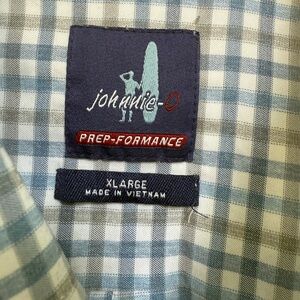 johnnie-O
PREP-FORMANCE
XLARGE
MADE IN VIETNAM